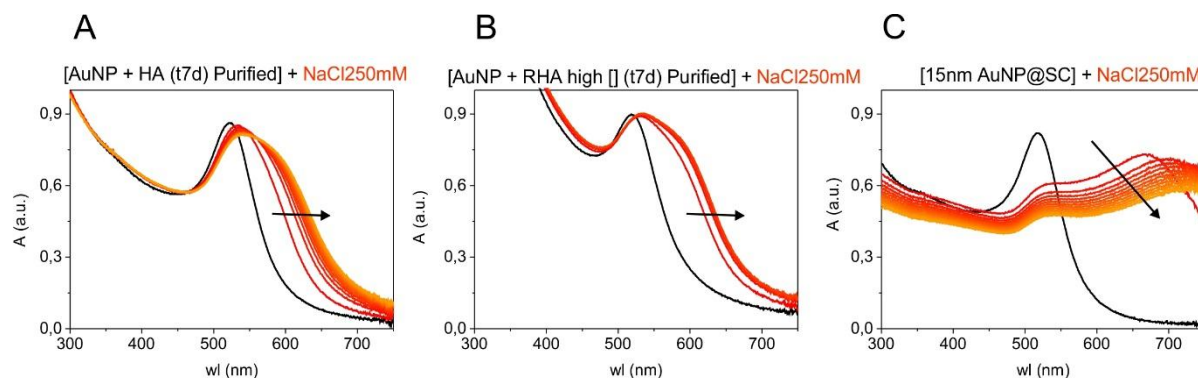 A
B
C
[AuNP + HA (t7d) Purified] + NaCl250mM
[AuNP + RHA high [] (t7d) Purified] + NaCl250mM
[15nm AuNP@SC] + NaCl250mM
0,9
0,6
0,3
0,0
A (a.u.)
300 400 500 600 700
wl (nm)
0,9
0,6
0,3
0,0
A (a.u.)
300 400 500 600 700
wl (nm)
0,9
0,6
0,3
0,0
A (a.u.)
300 400 500 600 700
wl (nm)